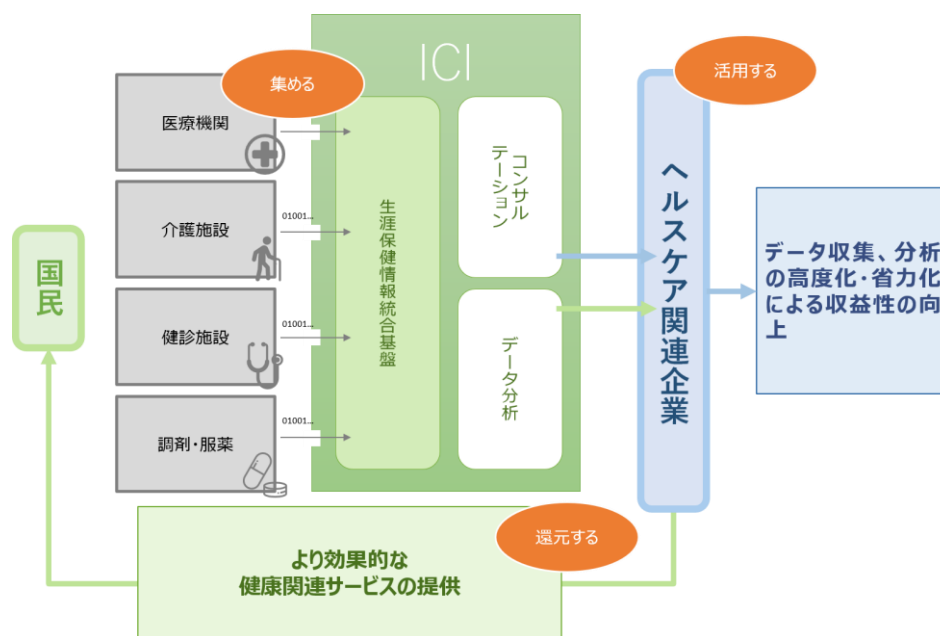 ICI
集める
活用する
医療機関
介護施設
健診施設
調剤・服薬
01001...
01001...
01001...
国民
生涯保健情報統合基盤
コンサル
テーション
データ分析
ヘルスケア関連企業
データ収集、分析
の高度化・省力化
による収益性の向
上
還元する
より効果的な
健康関連サービスの提供